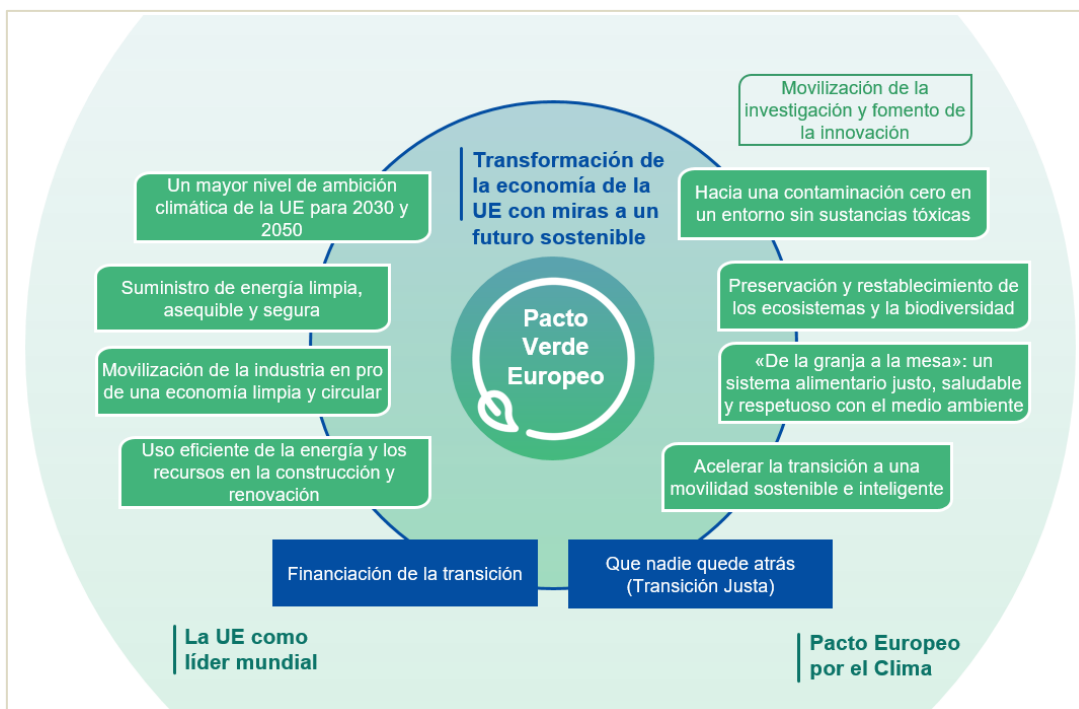 Movilización de la
investigación y fomento de
la innovación
Transformación de
la economía de la
UE con miras a un
futuro sostenible
Un mayor nivel de ambición
climática de la UE para 2030 y
2050
Hacia una contaminación cero en
un entorno sin sustancias tóxicas
Suministro de energía limpia,
asequible y segura
Preservación y restablecimiento de
los ecosistemas y la biodiversidad
Pacto
Verde
Europeo
Movilización de la industria en pro
de una economía limpia y circular
«De la granja a la mesa»: un
sistema alimentario justo, saludable
y respetuoso con el medio ambiente
Uso eficiente de la energía y los
recursos en la construcción y
renovación
Acelerar la transición a una
movilidad sostenible e inteligente
Financiación de la transición
Que nadie quede atrás
(Transición Justa)
La UE como
líder mundial
Pacto Europeo
por el Clima